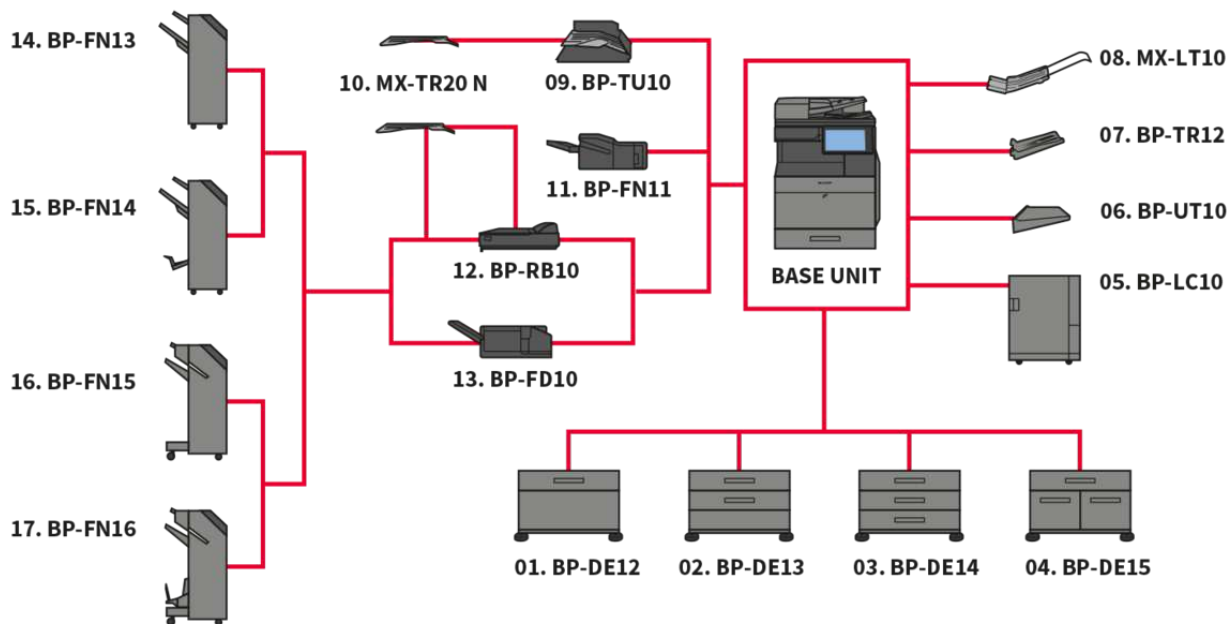 14. BP-FN13
10. MX-TR20 N
09. BP-TU10
08. MX-LT10
07. BP-TR12
11. BP-FN11
15. BP-FN14
06. BP-UT10
12. BP-RB10
BASE UNIT
05. BP-LC10
16. BP-FN15
13. BP-FD10
17. BP-FN16
01. BP-DE12
02. BP-DE13
03. BP-DE14
04. BP-DE15